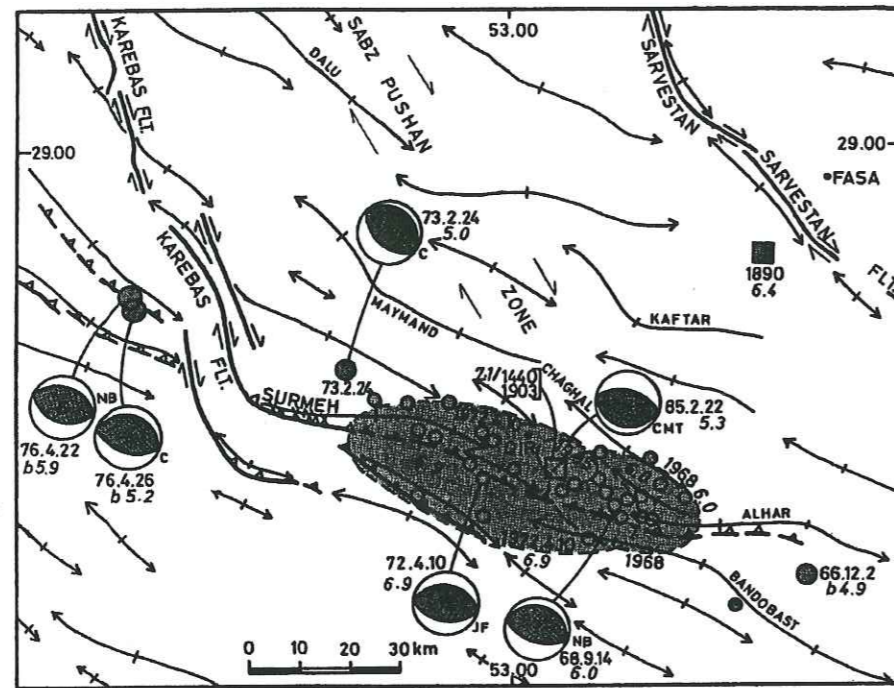 53.00
KAREBAS FLT.
DALU
SABZ PUSHAN
SARVESTAN
SARVESTAN
FLT.
29.00
29.00
FASA
73.2.24
5.0
C
KAREBAS
FLT.
MAYMAND
ZONE
1890
6.4
KAFTAR
73.2.24
SURMEH
21/1440
1903
CHAGHAL
85.2.22
5.3
CMT
NB
76.4.22
b5.9
C
76.4.26
b 5.2
1968 6.0
ALHAR
72.4.10
6.9
6.9
1968
JF
BANDOBAST
66.12.2
b4.9
NB
68.9.14
6.0
0 10 20 30 km
53.00